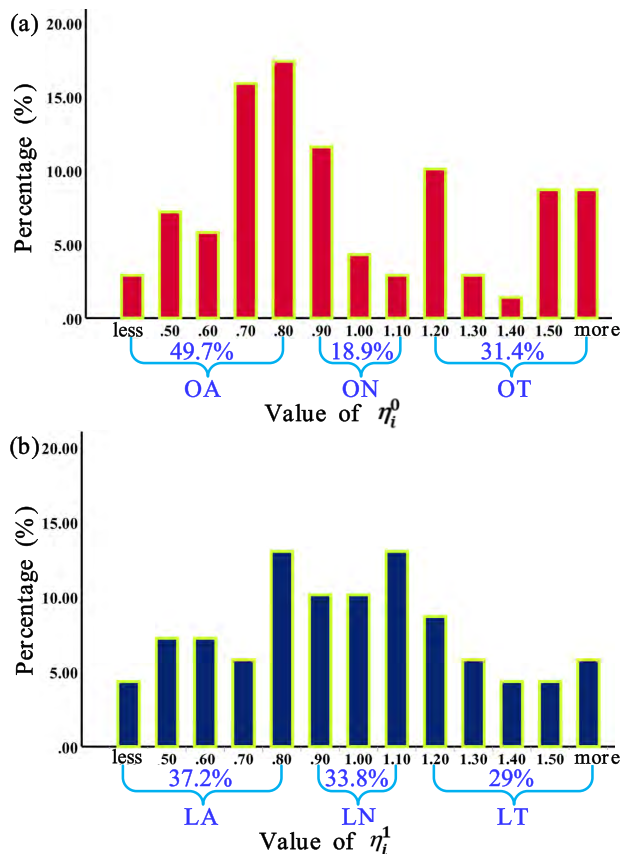 (a)
Percentage (%)
20.00
15.00
10.00
5.00
.00
less .50 .60 .70 .80 .90 1.00 1.10 1.20 1.30 1.40 1.50 more
49.7% 18.9% 31.4%
OA ON OT
Value of η_i^0
(b)
Percentage (%)
20.00
15.00
10.00
5.00
.00
less 50 .60 .70 .80 .90 1.00 1.10 1.20 1.30 1.40 1.50 more
37.2% 33.8% 29%
LA LN LT
Value of η_i^1